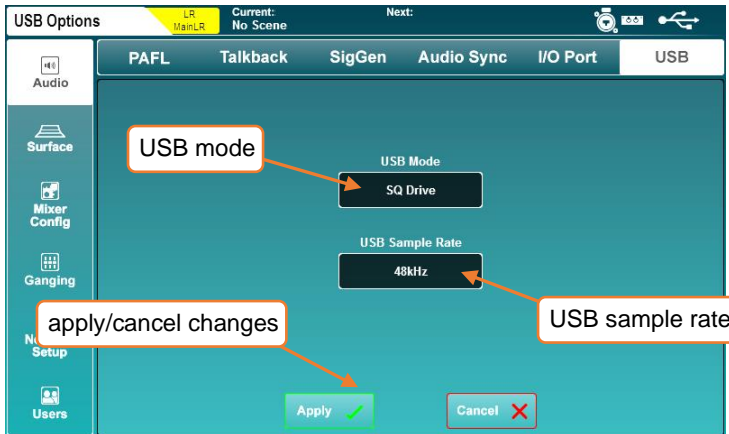 USB Options
LR
MainLR
Current:
No Scene
Next:
Audio
PAFL
Talkback
SigGen
Audio Sync
I/O Port
USB
Surface
USB mode
USB Mode
SQ Drive
Mixer
Config
USB Sample Rate
48kHz
Ganging
apply/cancel changes
USB sample rate
Setup
Apply
Cancel
Users